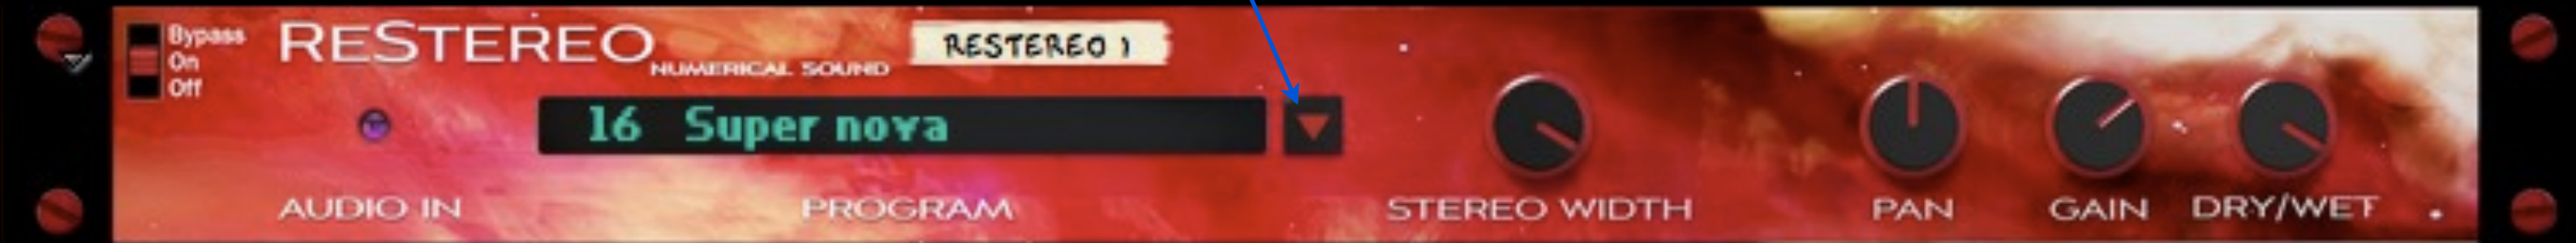 Bypass
On
Off
RESTEREO
NUMERICAL SOUND
RESTEREO 1
16 Super nova
AUDIO IN
PROGRAM
STEREO WIDTH
PAN
GAIN
DRY/WET